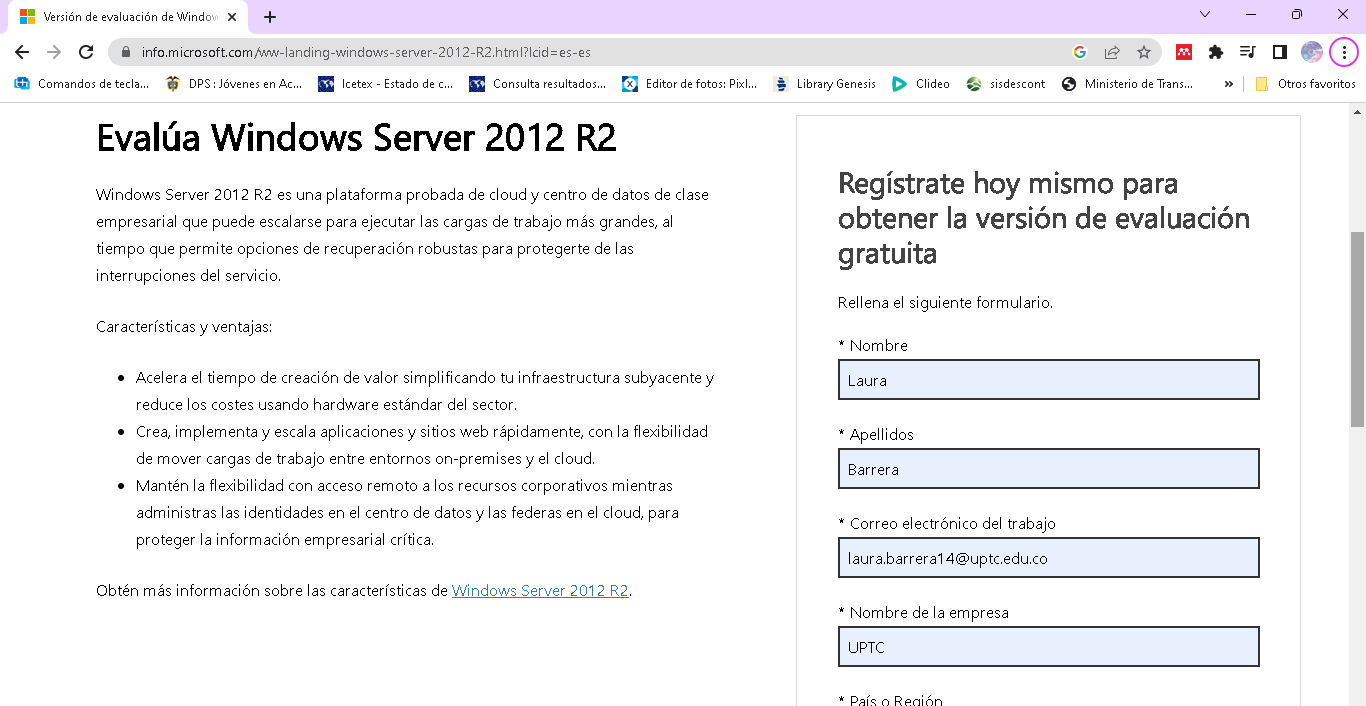 Versión de evaluación de Window
info.microsoft.com/ww-landing-windows-server-2012-R2.html?lcid=es-es
Comandos de tecla...
DPS : Jóvenes en Ac...
Icetex - Estado de c...
Consulta resultados...
Editor de fotos: Pixl...
Library Genesis
Clideo
sisdescont
Ministerio de Trans...
»
Otros favoritos
Evalúa Windows Server 2012 R2
Windows Server 2012 R2 es una plataforma probada de cloud y centro de datos de clase
empresarial que puede escalarse para ejecutar las cargas de trabajo más grandes, al
tiempo que permite opciones de recuperación robustas para protegerte de las
interrupciones del servicio.
Características y ventajas:
• Acelera el tiempo de creación de valor simplificando tu infraestructura subyacente y
reduce los costes usando hardware estándar del sector.
• Crea, implementa y escala aplicaciones y sitios web rápidamente, con la flexibilidad
de mover cargas de trabajo entre entornos on-premises y el cloud.
• Mantén la flexibilidad con acceso remoto a los recursos corporativos mientras
administras las identidades en el centro de datos y las federas en el cloud, para
proteger la información empresarial crítica.
Obtén más información sobre las características de Windows Server 2012 R2.
Regístrate hoy mismo para
obtener la versión de evaluación
gratuita
Rellena el siguiente formulario.
* Nombre
Laura
* Apellidos
Barrera
* Correo electrónico del trabajo
laura.barrera14@uptc.edu.co
* Nombre de la empresa
UPTC
* País o Región